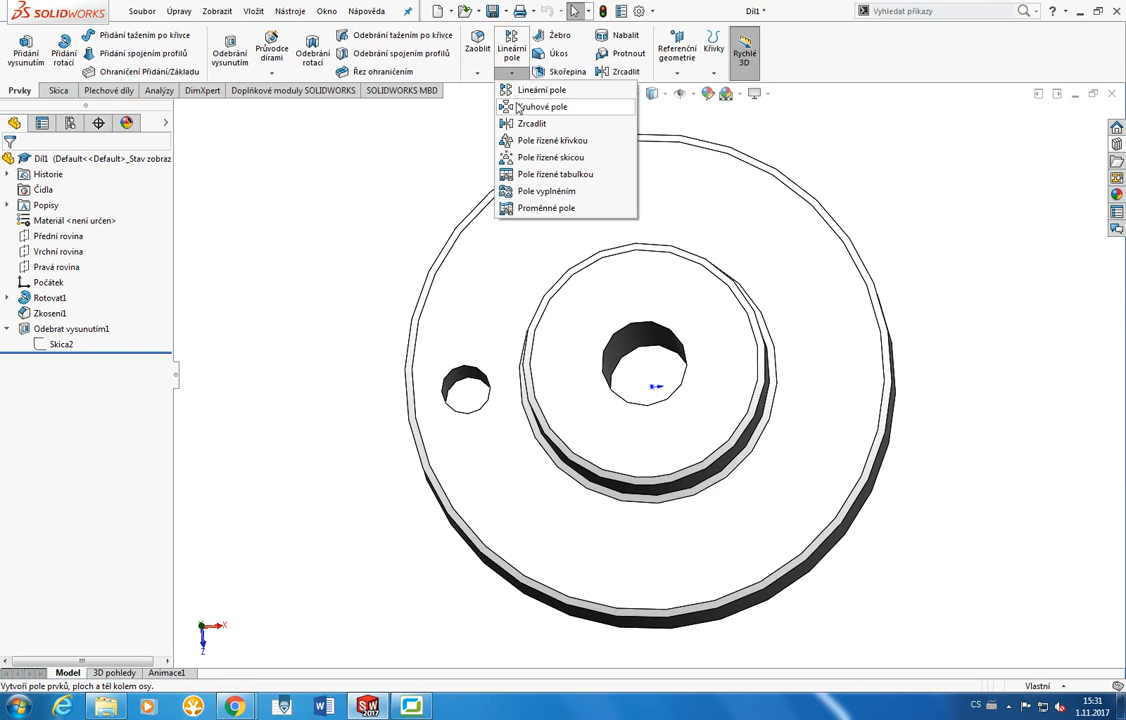 SOLIDWORKS
Soubor Úpravy Zobrazit Vložit Nástroje Okno Nápověda
Díl1 *
Vyhledat příkazy
Přidání vysunutím
Přidání rotací
Přidání tažením po křivce
Přidání spojením profilů
Ohraničení Přidání/Základu
Odebrání vysunutím
Průvodce dírami
Odebrání rotací
Odebrání tažením po křivce
Odebrání spojením profilů
Řez ohraničením
Zaoblit
Lineární pole
Žebro
Úkos
Skořepina
Nabalit
Protnout
Zrcadlit
Referenční geometrie
Křivky
Rychlé 3D
Prvky Skica Plechové díly Analýzy DimXpert Doplňkové moduly SOLIDWORKS SOLIDWORKS MBD
Lineární pole
Kruhové pole
Zrcadlit
Pole řízené křivkou
Pole řízené skicou
Pole řízené tabulkou
Pole vyplněním
Proměnné pole
Díl1 (Default<<Default>_Stav zobraz
Historie
Čidla
Popisy
Materiál <není určen>
Přední rovina
Vrchní rovina
Pravá rovina
Počátek
Rotovat1
Zkosení1
Odebrat vysunutím1
Skica2
X
Z
Model 3D pohledy Animace1
Vytvoří pole prvků, ploch a těl kolem osy.
Vlastní
CS
15:31
1.11.2017